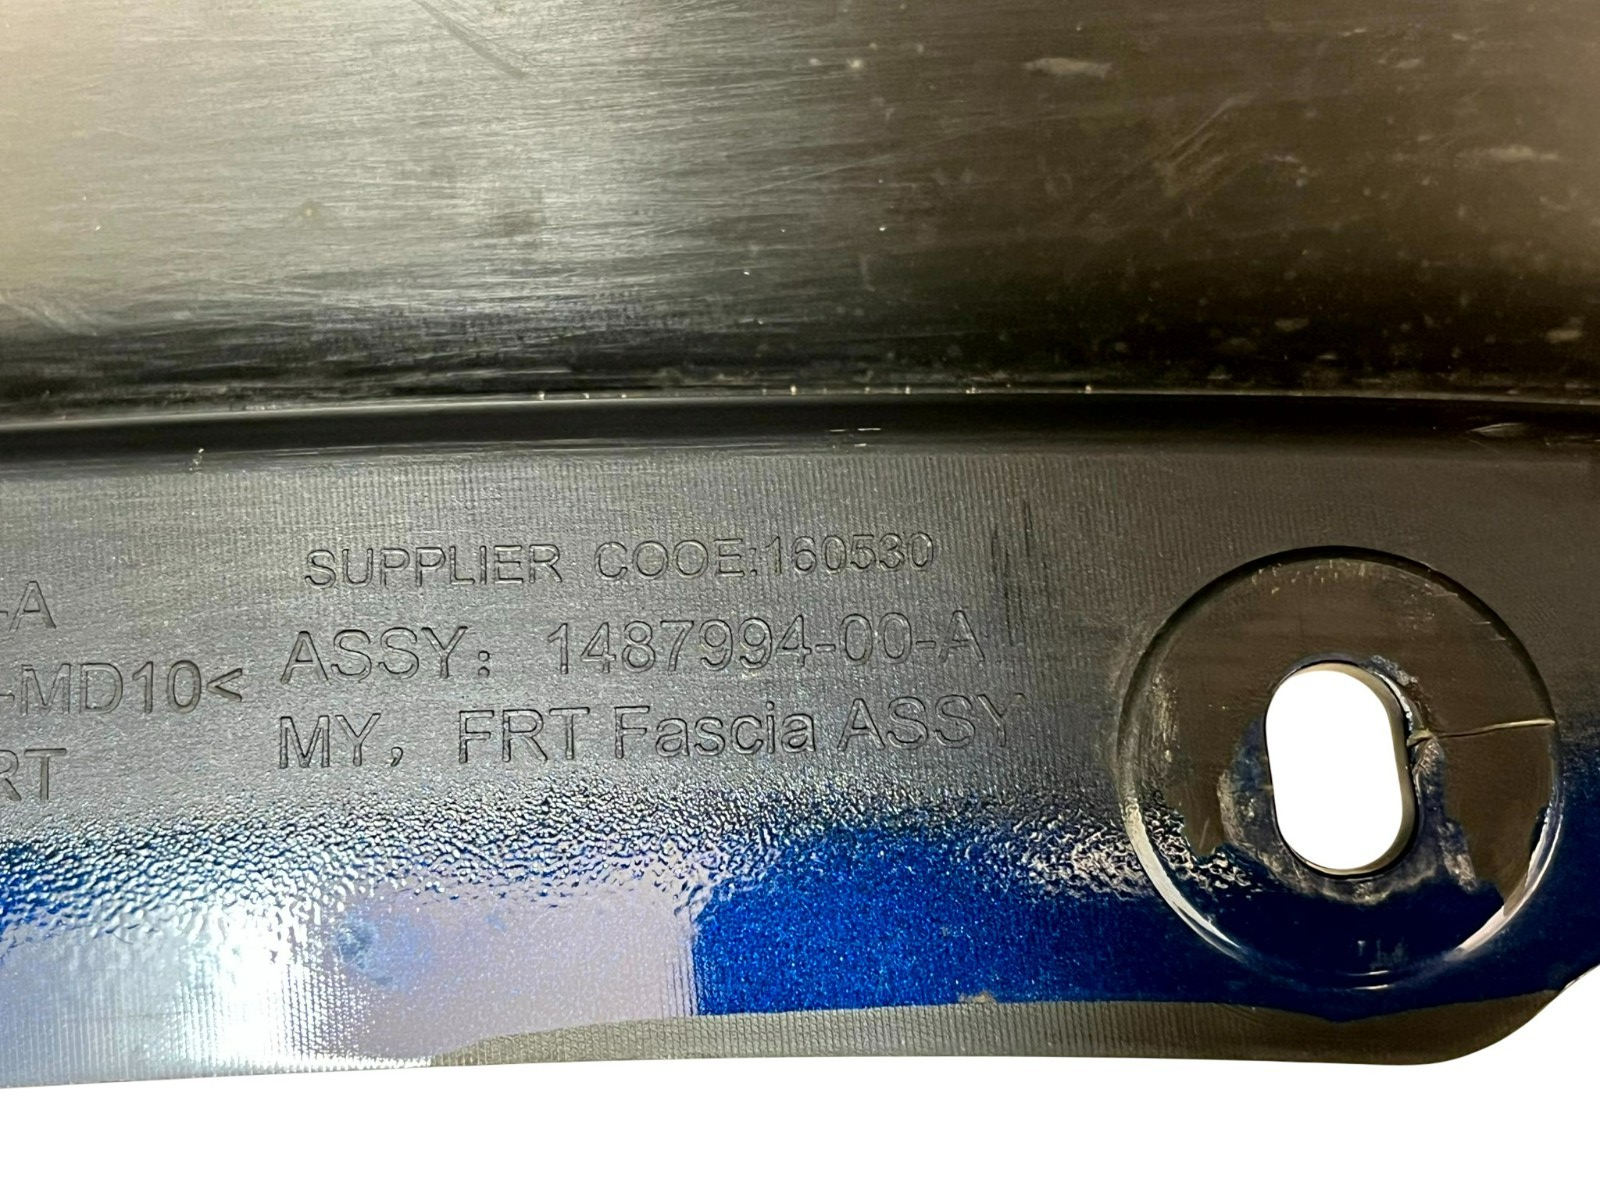 SUPPLIER COOE:160530
-A
ASSY: 1487994-00-A
-MD10<
MY, FRT Fascia ASSY
RT